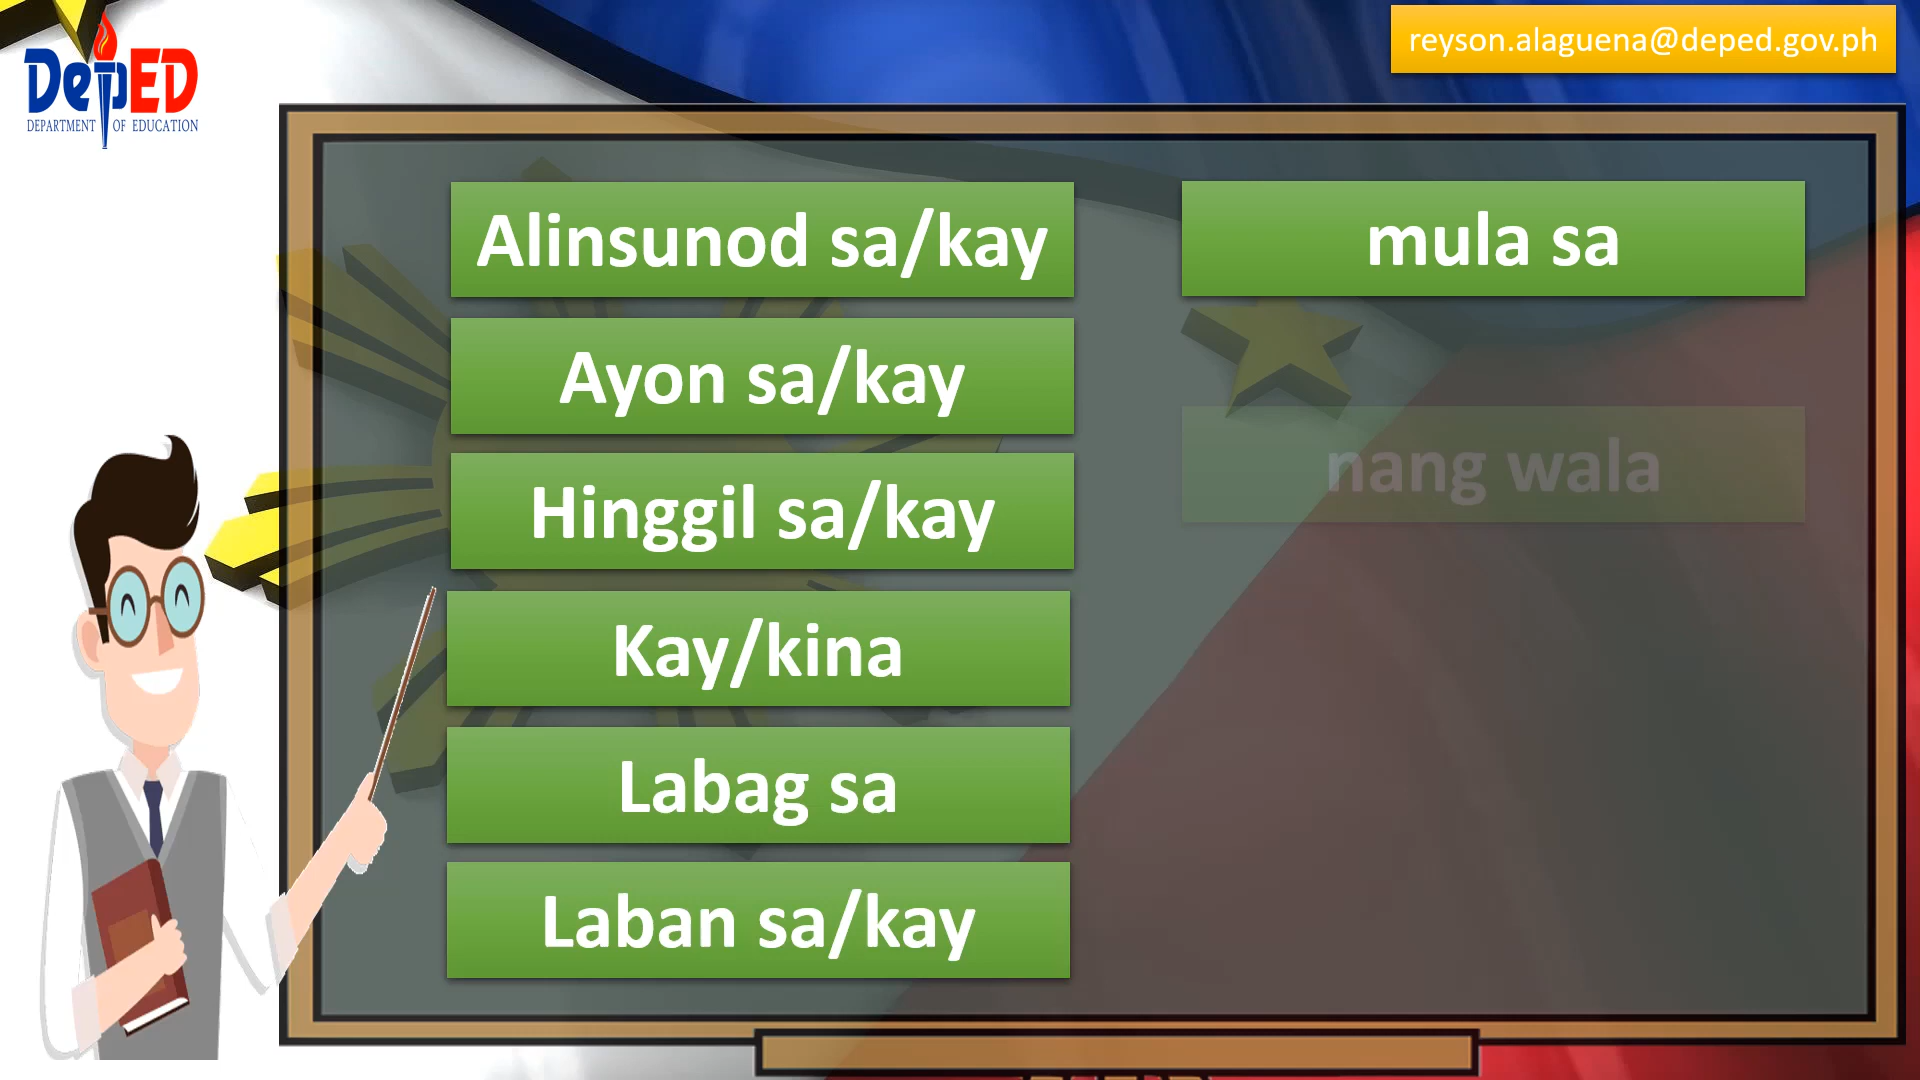 DepED
DEPARTMENT OF EDUCATION
reyson.alaguena@deped.gov.ph
Alinsunod sa/kay
Ayon sa/kay
Hinggil sa/kay
Kay/kina
Labag sa
Laban sa/kay
mula sa
nang wala